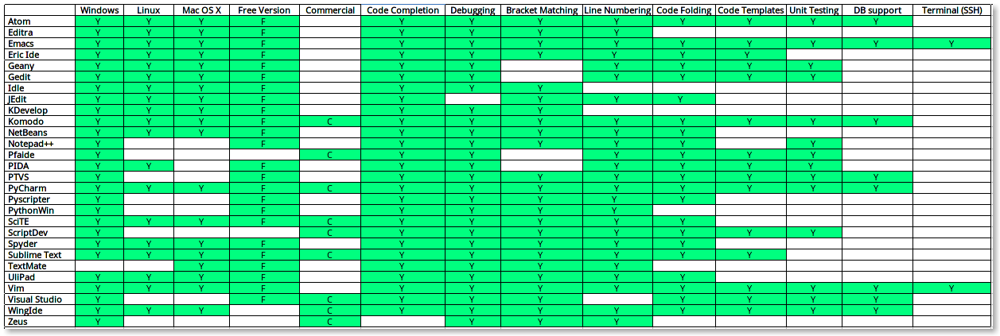 Windows Linux Mac OS X Free Version Commercial Code Completion Debugging Bracket Matching Line Numbering Code Folding Code Templates Unit Testing DB support Terminal (SSH)
Atom Y Y Y F Y Y Y Y Y Y Y Y
Editra Y Y Y F Y Y Y Y
Emacs Y Y Y F Y Y Y Y Y Y Y Y Y
Eric Ide Y Y Y F Y Y Y Y Y Y
Geany Y Y Y F Y Y Y Y Y Y
Gedit Y Y Y F Y Y Y Y Y Y
Idle Y Y Y F Y Y Y
JEdit Y Y Y F Y Y Y Y
KDevelop Y Y Y F Y Y Y
Komodo Y Y Y F C Y Y Y Y Y Y Y Y
NetBeans Y Y Y F Y Y Y Y Y
Notepad++ Y F Y Y Y Y Y Y
Pfaide Y C Y Y Y Y Y Y
PIDA Y Y F Y Y Y Y Y Y
PTVS Y F Y Y Y Y Y Y Y Y
PyCharm Y Y Y F C Y Y Y Y Y Y Y Y
Pyscripter Y F Y Y Y Y Y
PythonWin Y F Y Y Y Y
SciTE Y Y Y F C Y Y Y Y Y
ScriptDev Y C Y Y Y Y Y Y Y
Spyder Y Y Y F Y Y Y Y Y
Sublime Text Y Y Y F C Y Y Y Y Y Y
TextMate Y F Y Y Y Y
UliPad Y Y Y F Y Y Y Y Y
Vim Y Y Y F Y Y Y Y Y Y Y Y Y
Visual Studio Y F C Y Y Y Y Y Y Y
WingIde Y Y Y C Y Y Y Y Y Y Y Y
Zeus Y C Y Y Y